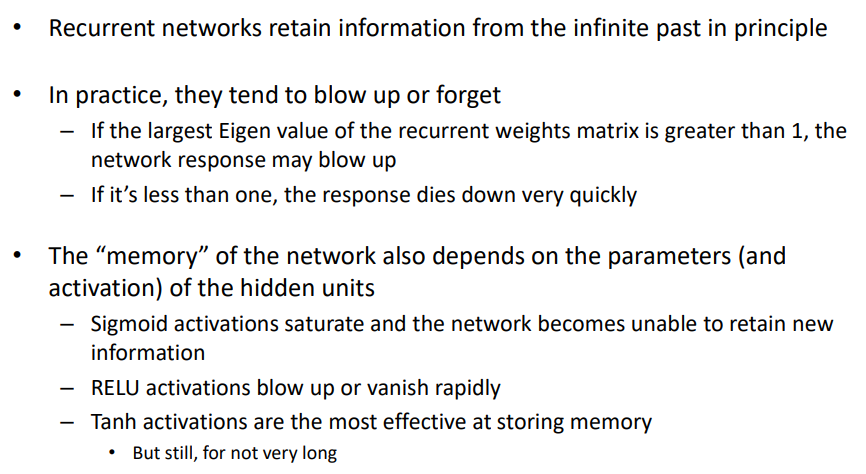 • Recurrent networks retain information from the infinite past in principle
• In practice, they tend to blow up or forget
– If the largest Eigen value of the recurrent weights matrix is greater than 1, the
network response may blow up
– If it’s less than one, the response dies down very quickly
• The “memory” of the network also depends on the parameters (and
activation) of the hidden units
– Sigmoid activations saturate and the network becomes unable to retain new
information
– RELU activations blow up or vanish rapidly
– Tanh activations are the most effective at storing memory
• But still, for not very long